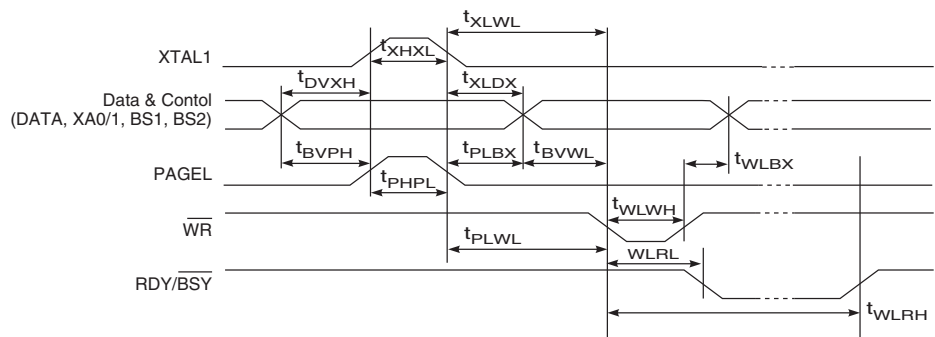 tXLWL
XTAL1
tXHXL
tDVXH
tXLDX
Data & Contol
(DATA, XA0/1, BS1, BS2)
tBVPH
tPLBX
tBVWL
tWLBX
PAGEL
tPHPL
tWLWH
WR
tPLWL
WLRL
RDY/BSY
tWLRH